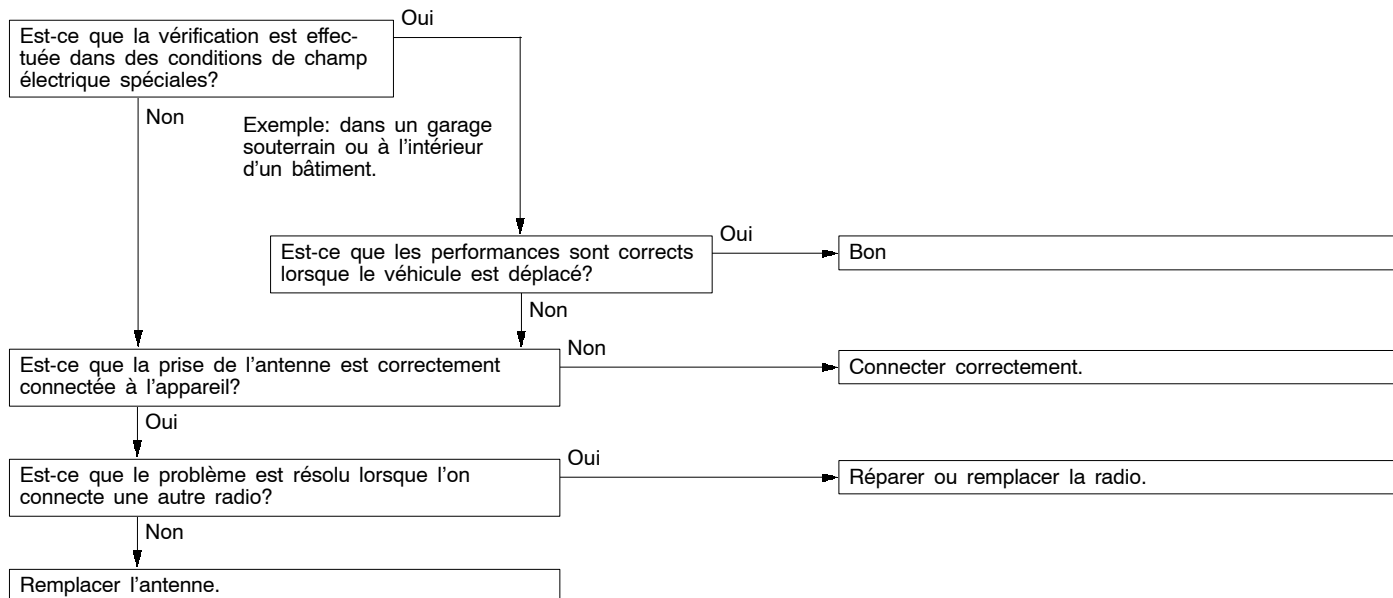 Oui
Est-ce que la vérification est effec-
tuée dans des conditions de champ
électrique spéciales?
Non
Exemple: dans un garage
souterrain ou à l'intérieur
d'un bâtiment.
Oui
Est-ce que les performances sont corrects
lorsque le véhicule est déplacé?
Bon
Non
Non
Est-ce que la prise de l'antenne est correctement
connectée à l'appareil?
Connecter correctement.
Oui
Oui
Est-ce que le problème est résolu lorsque l'on
connecte une autre radio?
Réparer ou remplacer la radio.
Non
Remplacer l'antenne.